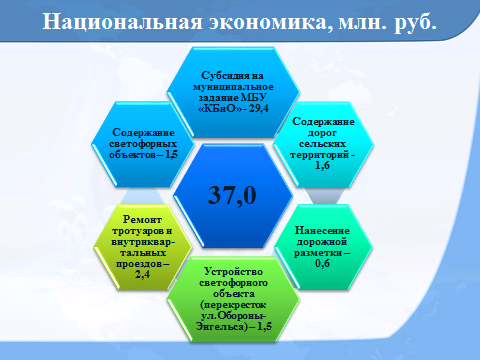 Национальная экономика, млн. руб.
Субсидия на
муниципальное
задание МБУ
«КБиО»- 29,4
Содержание
светофорных
объектов – 1,5
Содержание
дорог
сельских
территорий -
1,6
37,0
Ремонт
тротуаров и
внутриквар-
тальных
проездов –
2,4
Нанесение
дорожной
разметки –
0,6
Устройство
светофорного
объекта
(перекресток
ул.Обороны-
Энгельса) – 1,5